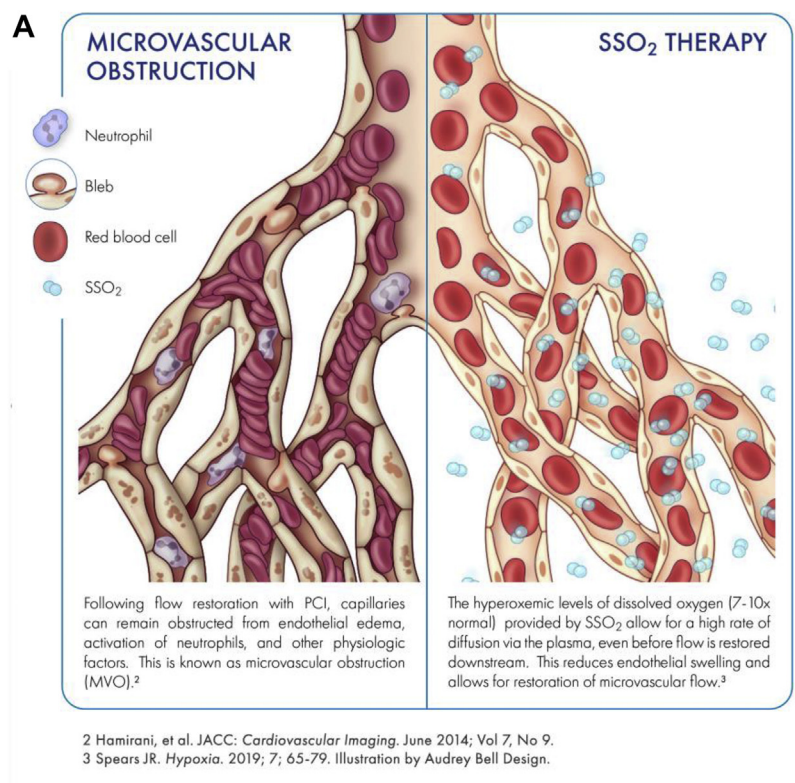 A
MICROVASCULAR
OBSTRUCTION
Neutrophil
Bleb
Red blood cell
SSO₂
Following flow restoration with PCI, capillaries
can remain obstructed from endothelial edema,
activation of neutrophils, and other physiologic
factors. This is known as microvascular obstruction
(MVO).²
SSO₂ THERAPY
The hyperoxemic levels of dissolved oxygen (7-10x
normal) provided by SSO₂ allow for a high rate of
diffusion via the plasma, even before flow is restored
downstream. This reduces endothelial swelling and
allows for restoration of microvascular flow.³
2 Hamirani, et al. JACC: Cardiovascular Imaging. June 2014; Vol 7, No 9.
3 Spears JR. Hypoxia. 2019; 7; 65-79. Illustration by Audrey Bell Design.